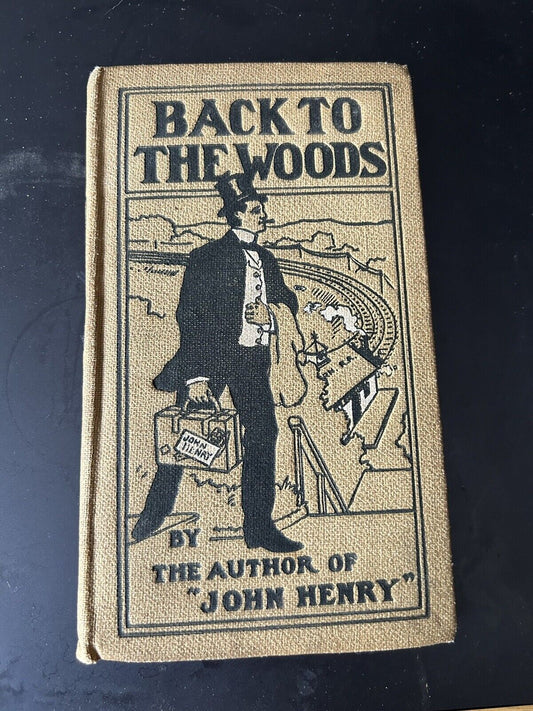 BACK TO
THE WOODS
JOHN
HENRY
BY
THE AUTHOR OF
"JOHN HENRY"